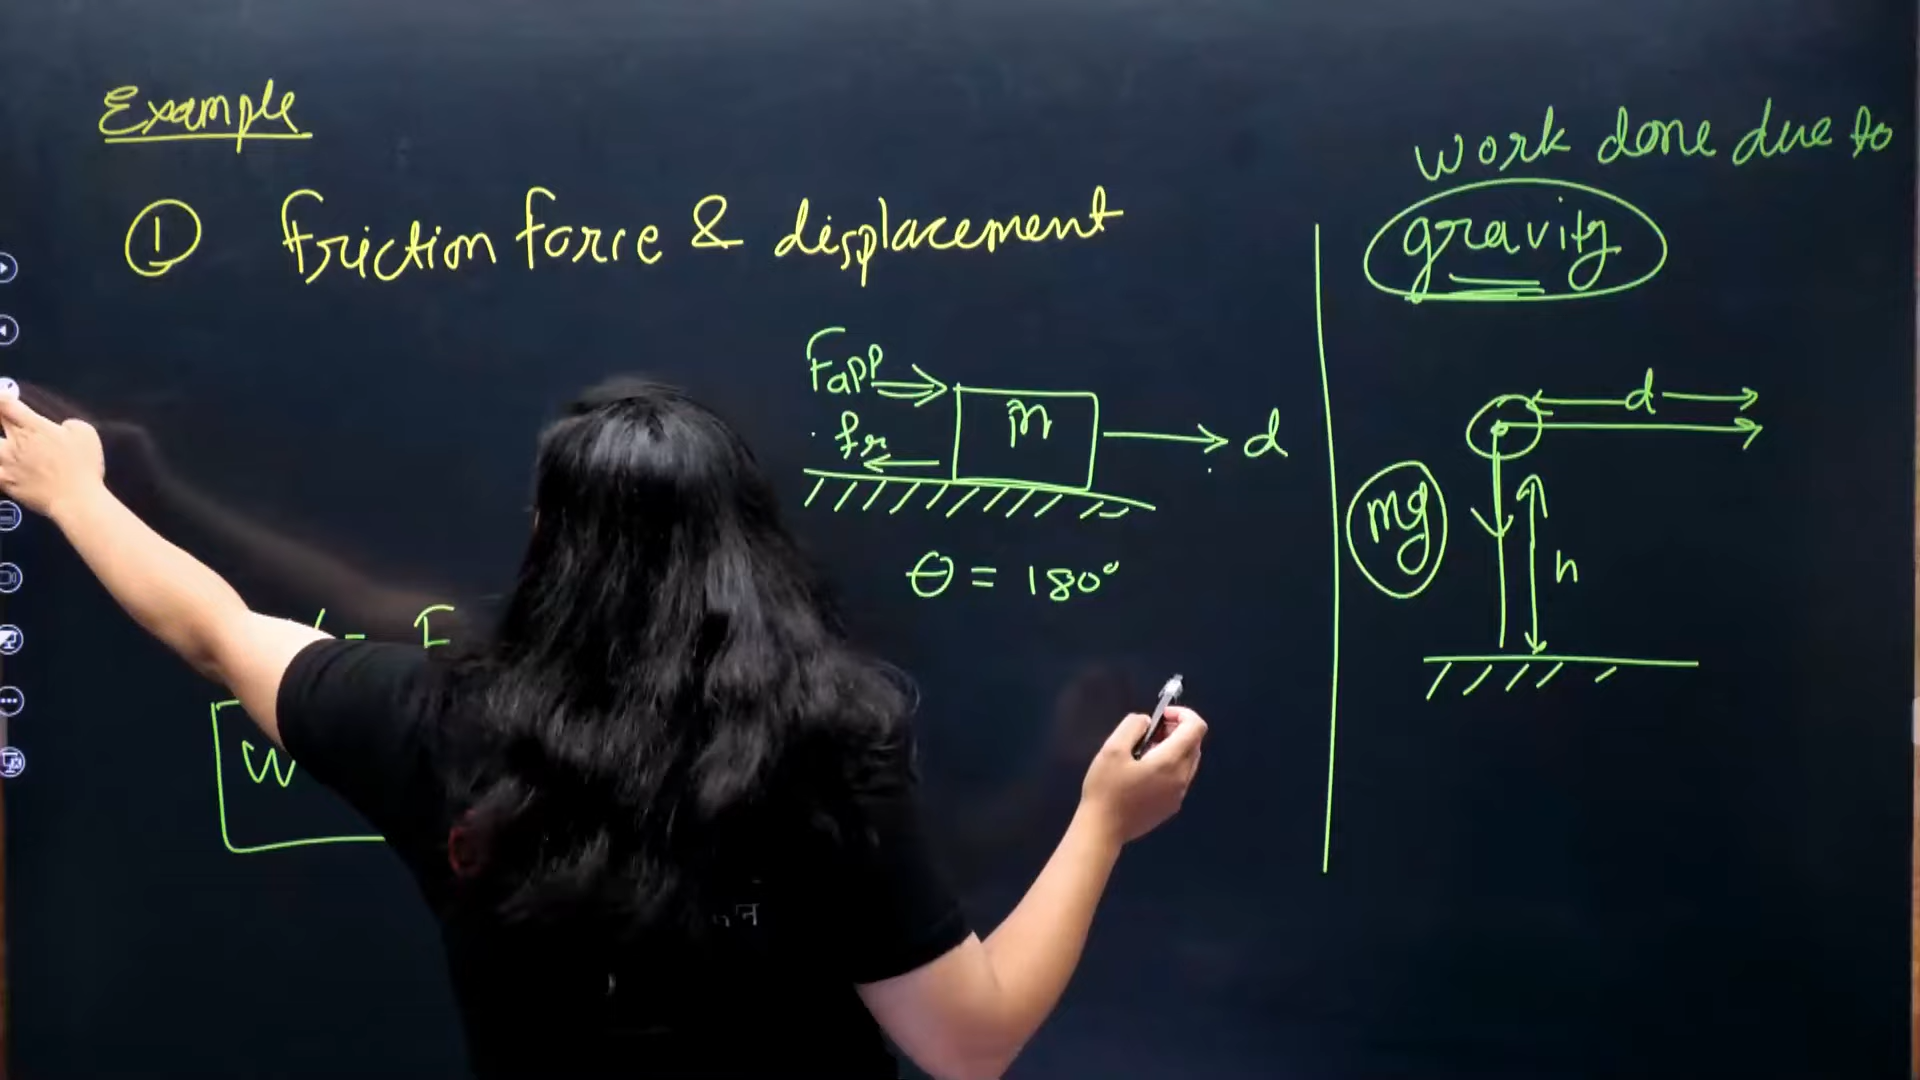 Example
① friction force & displacement
Fapp
fr
m
d
θ = 180°
W
work done due to
gravity
d
mg
h